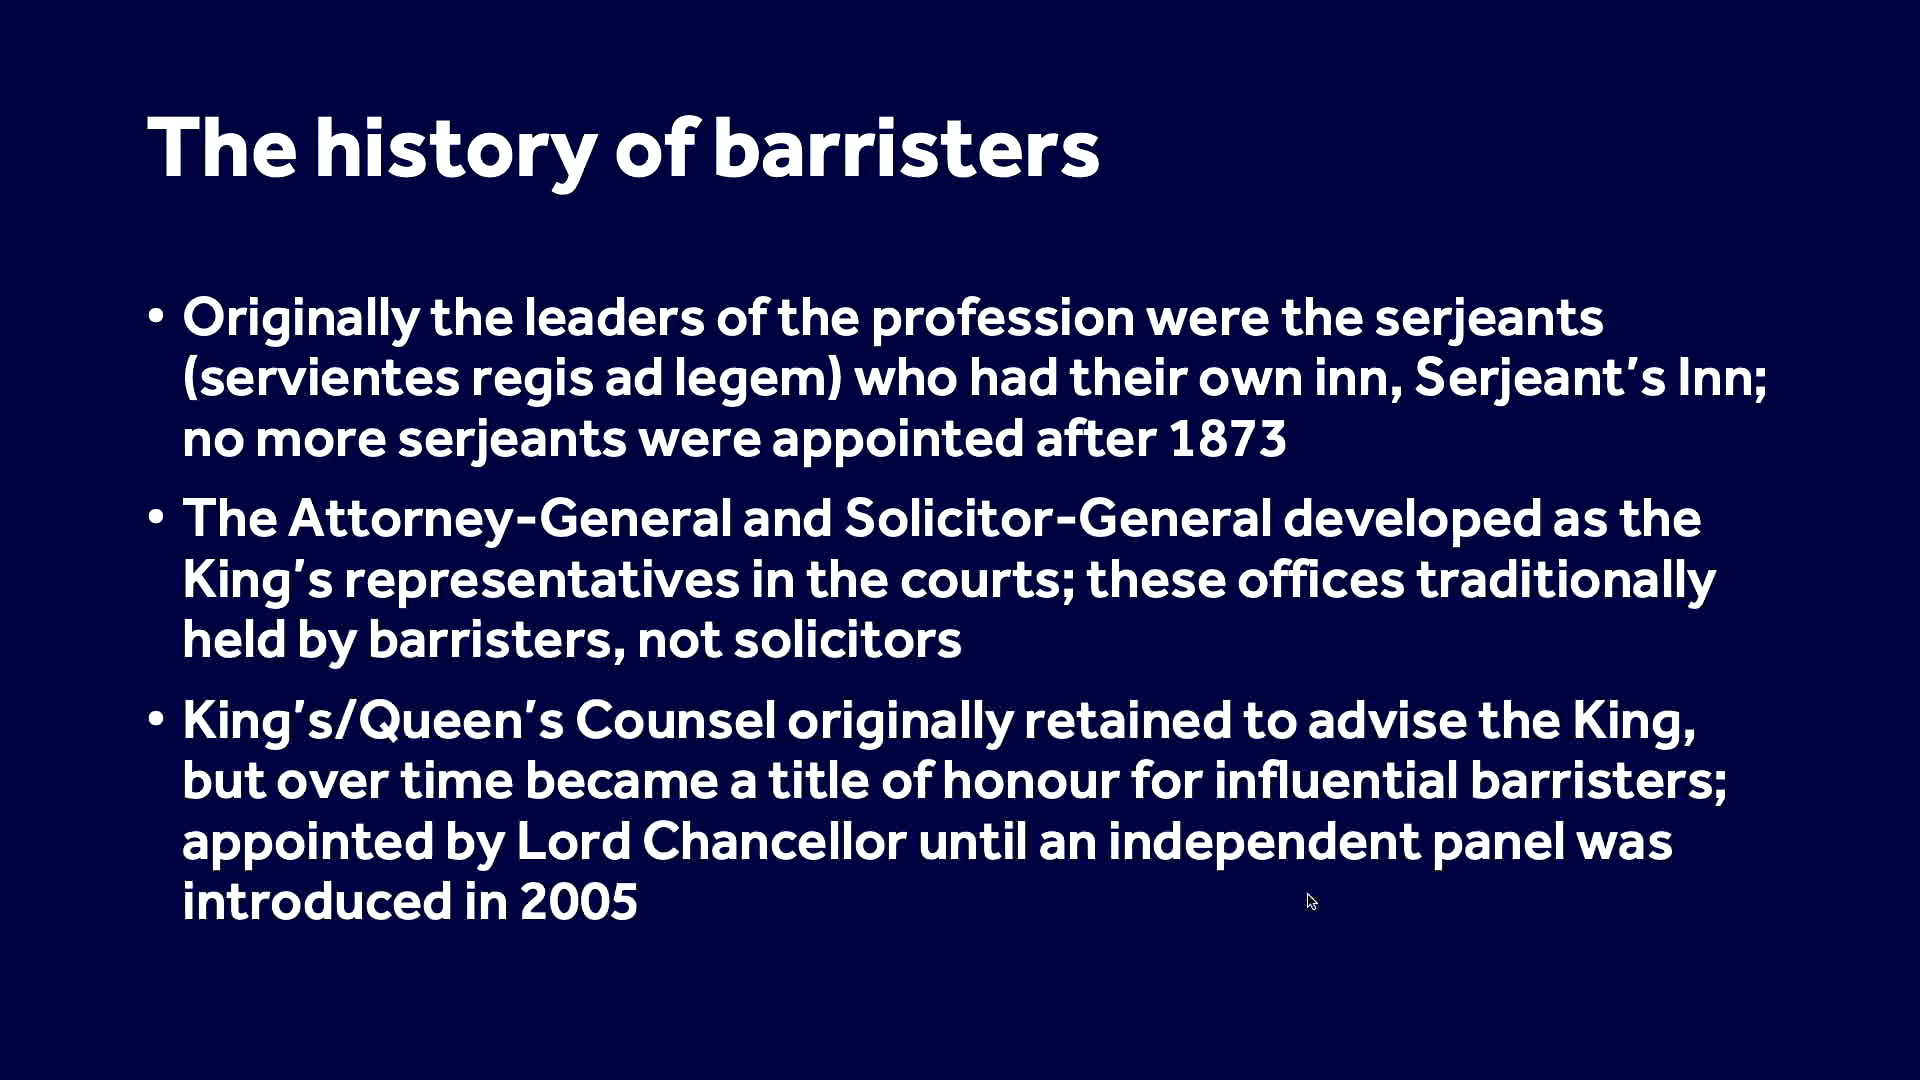 The history of barristers
• Originally the leaders of the profession were the serjeants
(servientes regis ad legem) who had their own inn, Serjeant’s Inn;
no more serjeants were appointed after 1873
• The Attorney-General and Solicitor-General developed as the
King’s representatives in the courts; these offices traditionally
held by barristers, not solicitors
• King’s/Queen’s Counsel originally retained to advise the King,
but over time became a title of honour for influential barristers;
appointed by Lord Chancellor until an independent panel was
introduced in 2005